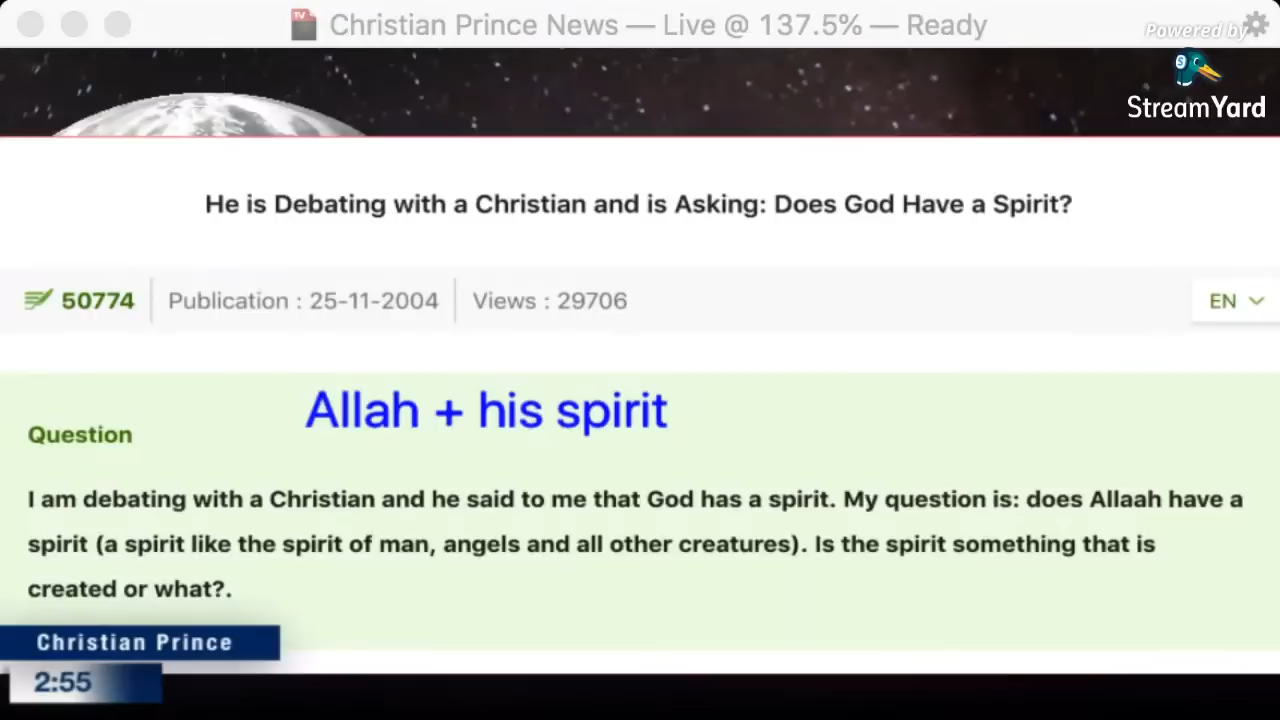 Christian Prince News — Live @ 137.5% — Ready
Powered by
StreamYard
He is Debating with a Christian and is Asking: Does God Have a Spirit?
50774 Publication : 25-11-2004 Views : 29706 EN
Allah + his spirit
Question
I am debating with a Christian and he said to me that God has a spirit. My question is: does Allaah have a
spirit (a spirit like the spirit of man, angels and all other creatures). Is the spirit something that is
created or what?.
Christian Prince
2:55